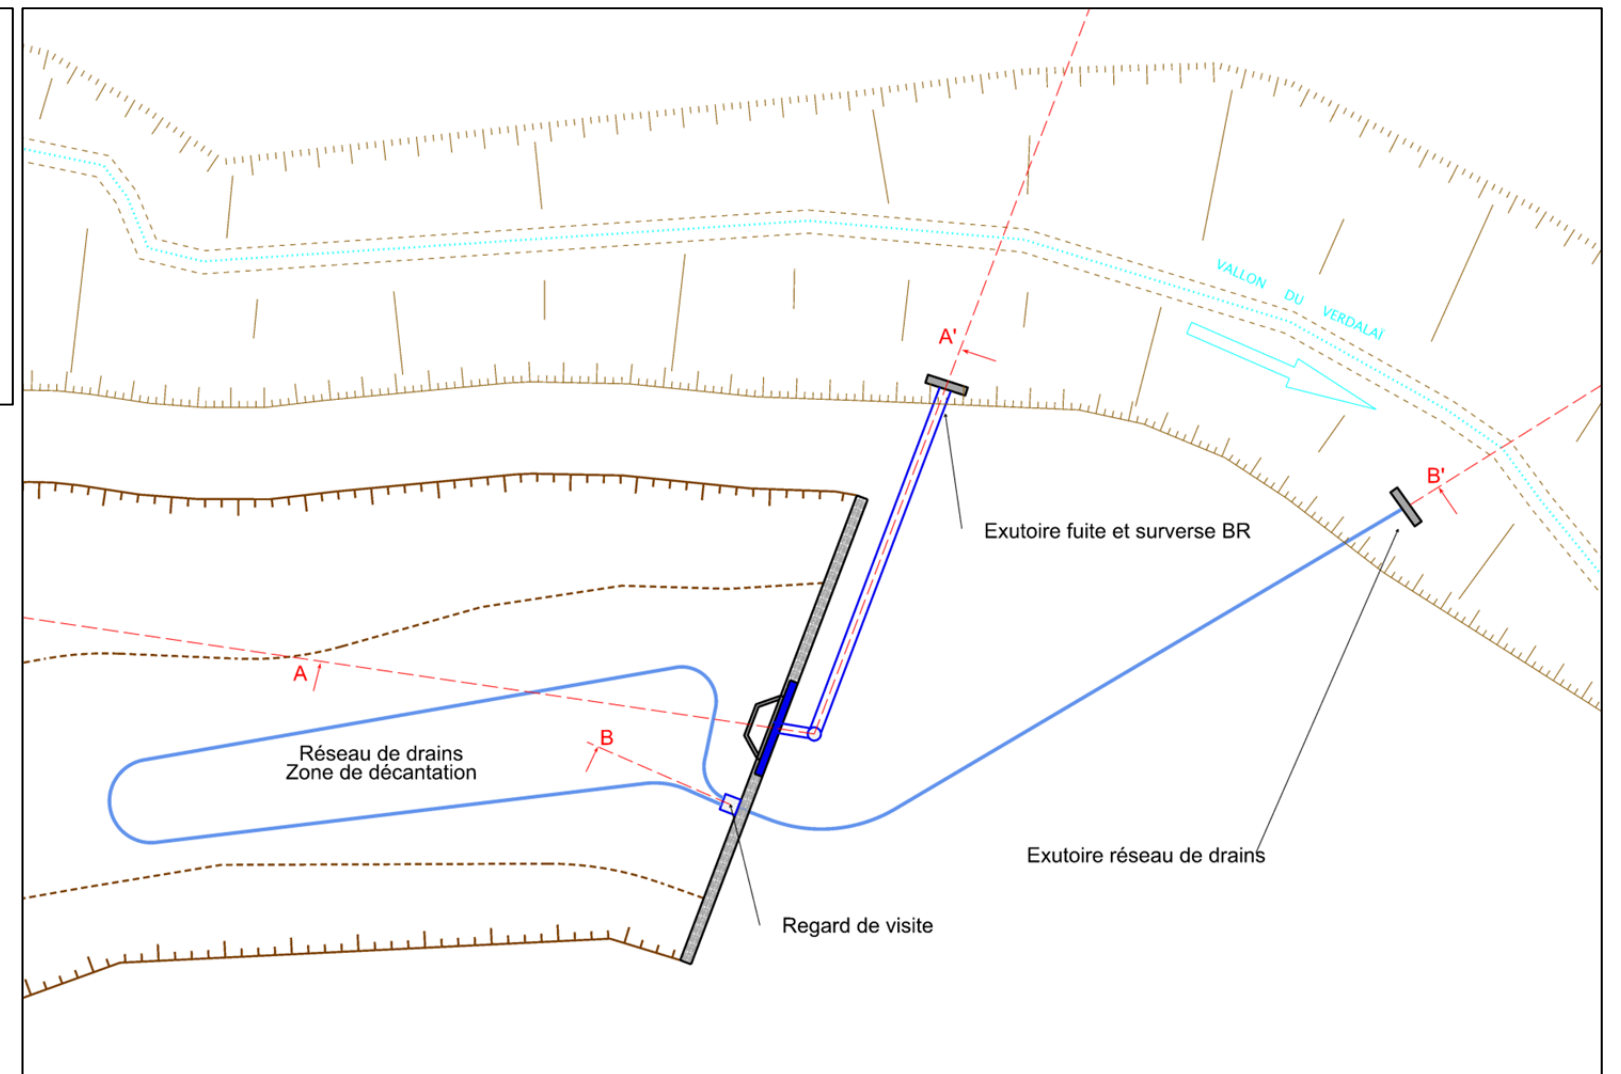 VALLON DU VERDALAÏ
A'
B'
Exutoire fuite et surverse BR
A
B
Réseau de drains
Zone de décantation
Exutoire réseau de drains
Regard de visite